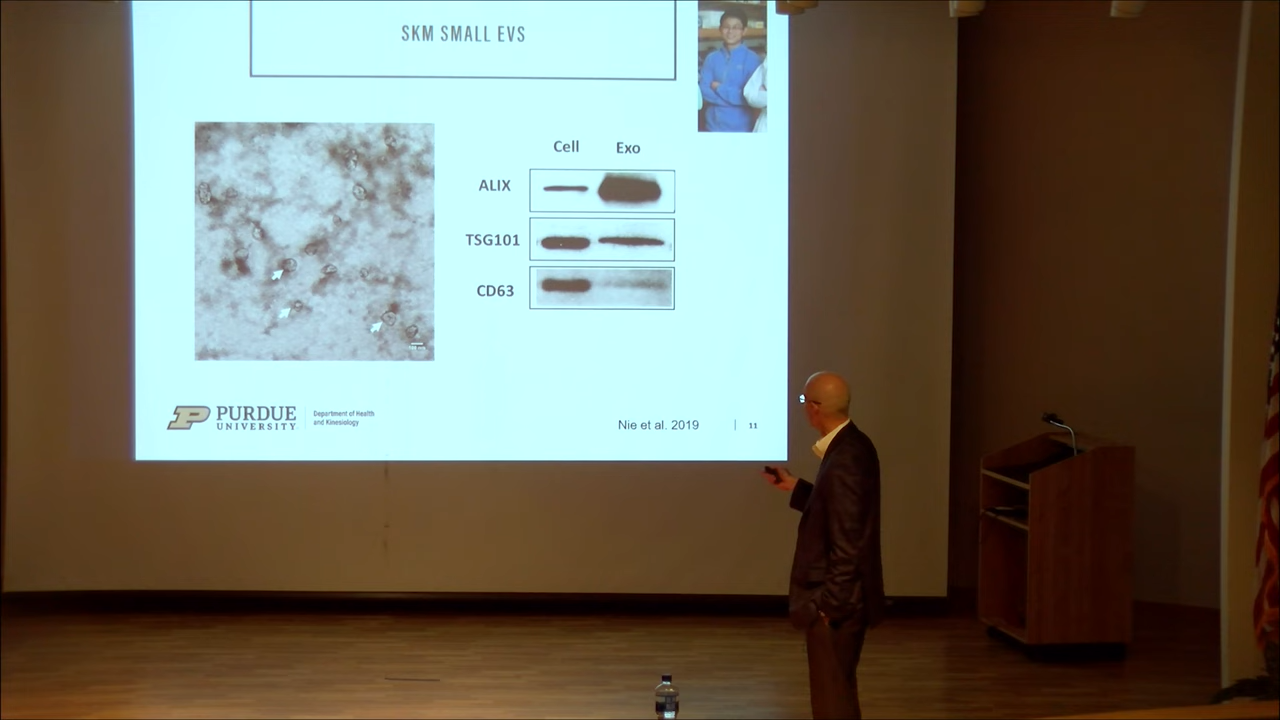 SKM SMALL EVS
Cell Exo
ALIX
TSG101
CD63
PURDUE
UNIVERSITY
Department of Health
and Kinesiology
Nie et al. 2019
11